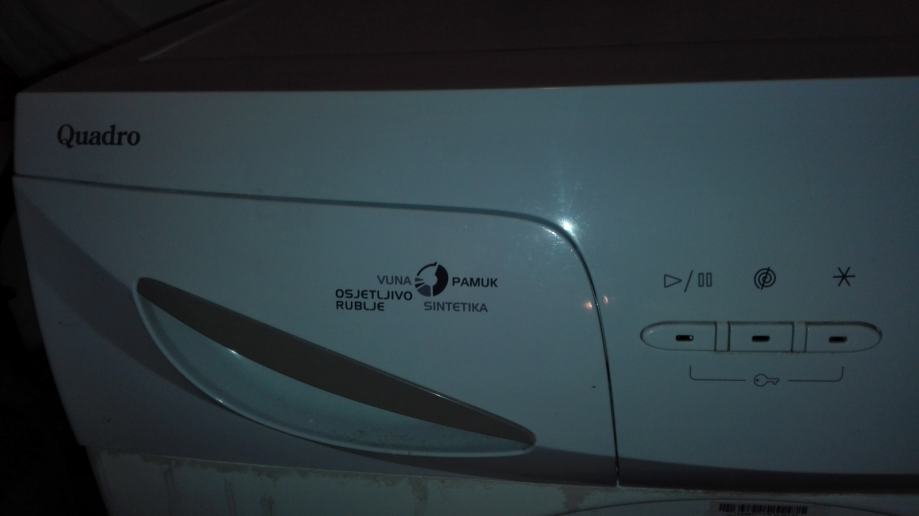 Quadro
VUNA
PAMUK
OSJETLJIVO
RUBLJE
SINTETIKA